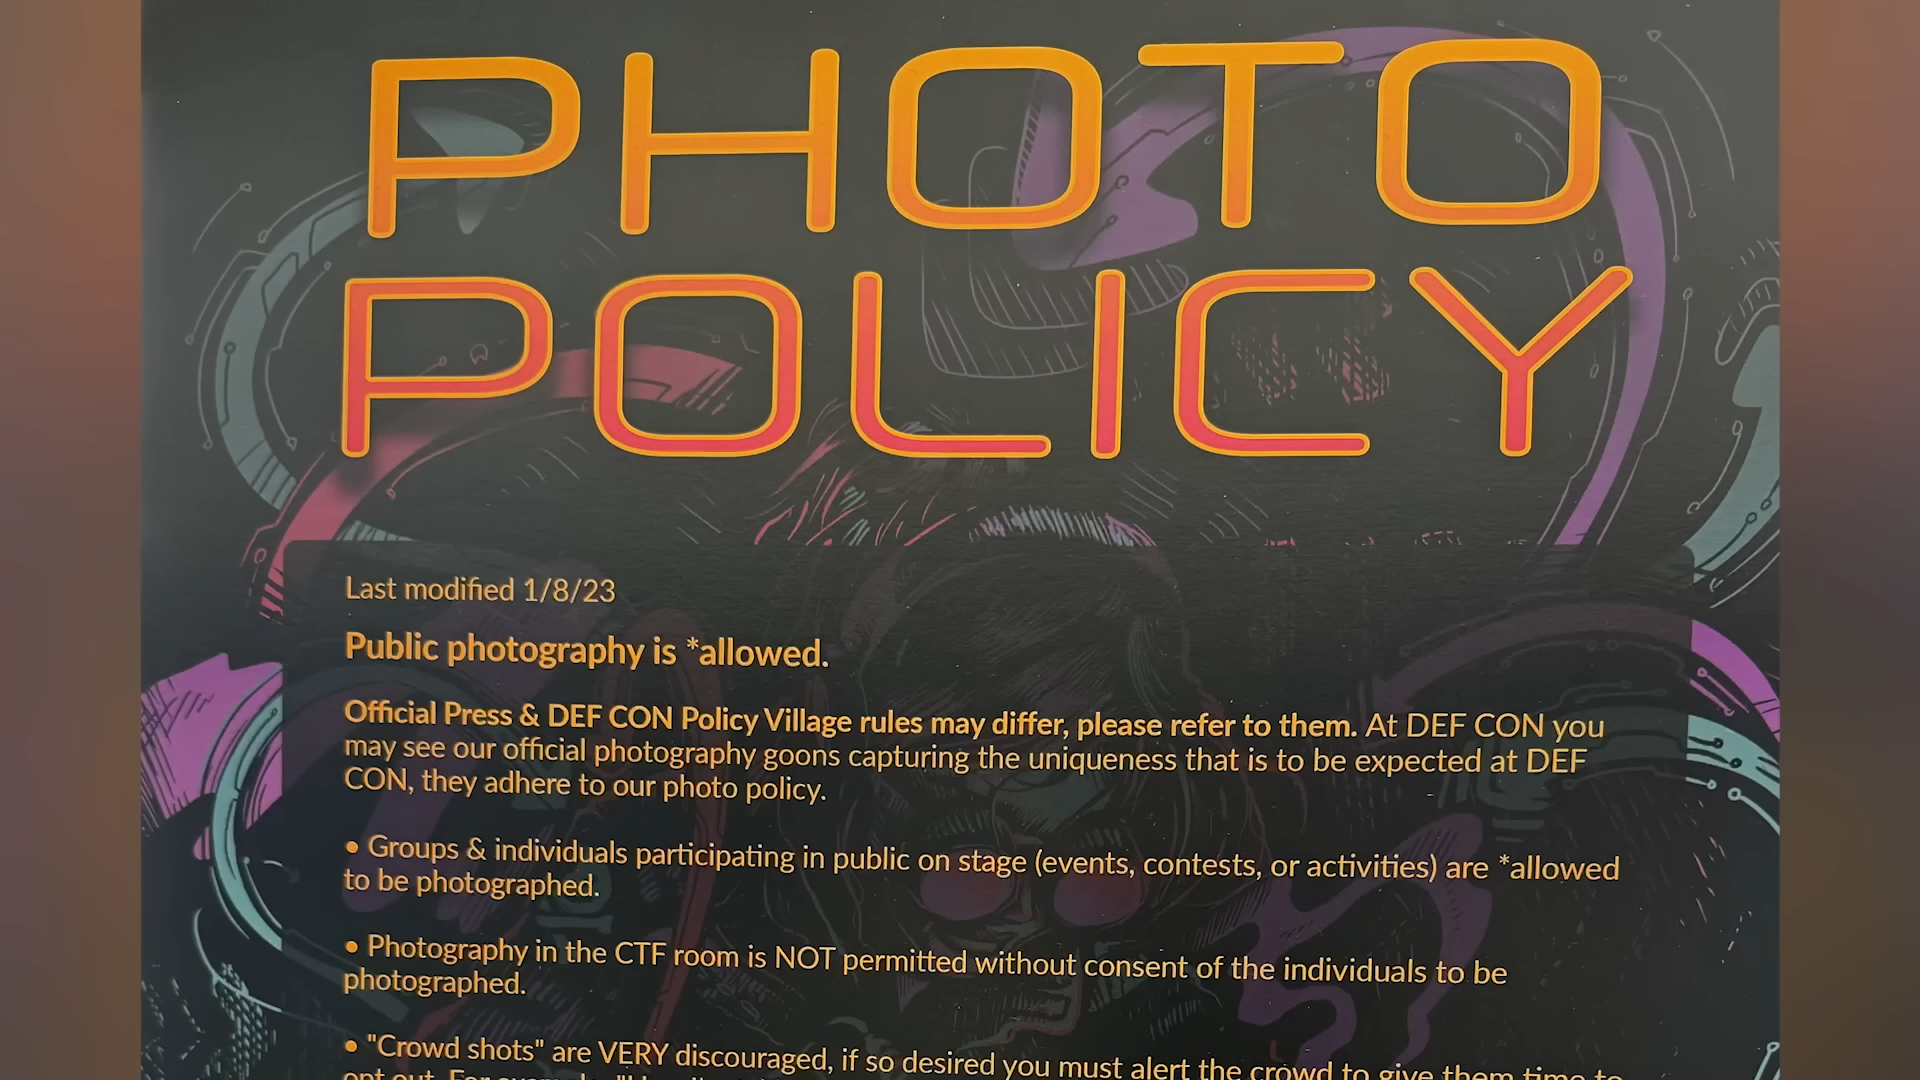 PHOTO
POLICY
Last modified 1/8/23
Public photography is *allowed.
Official Press & DEF CON Policy Village rules may differ, please refer to them. At DEF CON you
may see our official photography goons capturing the uniqueness that is to be expected at DEF
CON, they adhere to our photo policy.
• Groups & individuals participating in public on stage (events, contests, or activities) are *allowed
to be photographed.
• Photography in the CTF room is NOT permitted without consent of the individuals to be
photographed.
• "Crowd shots" are VERY discouraged, if so desired you must alert the crowd to give them time to
opt out. For